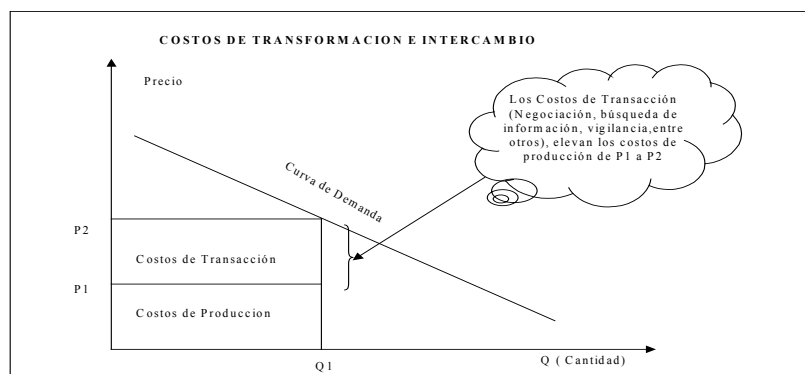 COSTOS DE TRANSFORMACION E INTERCAMBIO
Precio
Los Costos de Transacción
(Negociación, búsqueda de
información, vigilancia,entre
otros), elevan los costos de
producción de P1 a P2
Curva de Demanda
P2
Costos de Transacción
P1
Costos de Produccion
Q1
Q ( Cantidad)